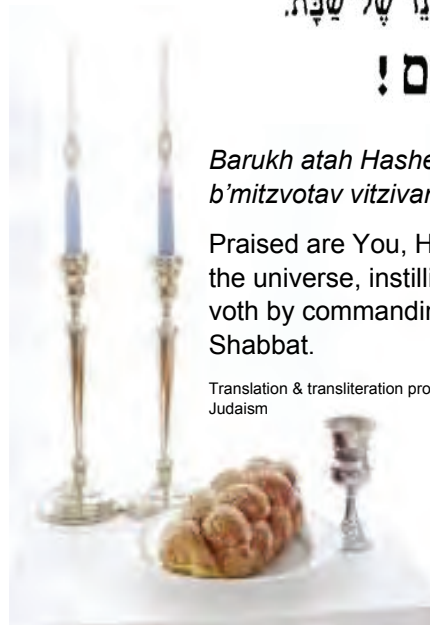 נֵר שֶׁל שַׁבָּת.
ם !
Barukh atah Hashe
b’mitzvotav vitzivan
Praised are You, H
the universe, instilli
voth by commandin
Shabbat.
Translation & transliteration pro
Judaism